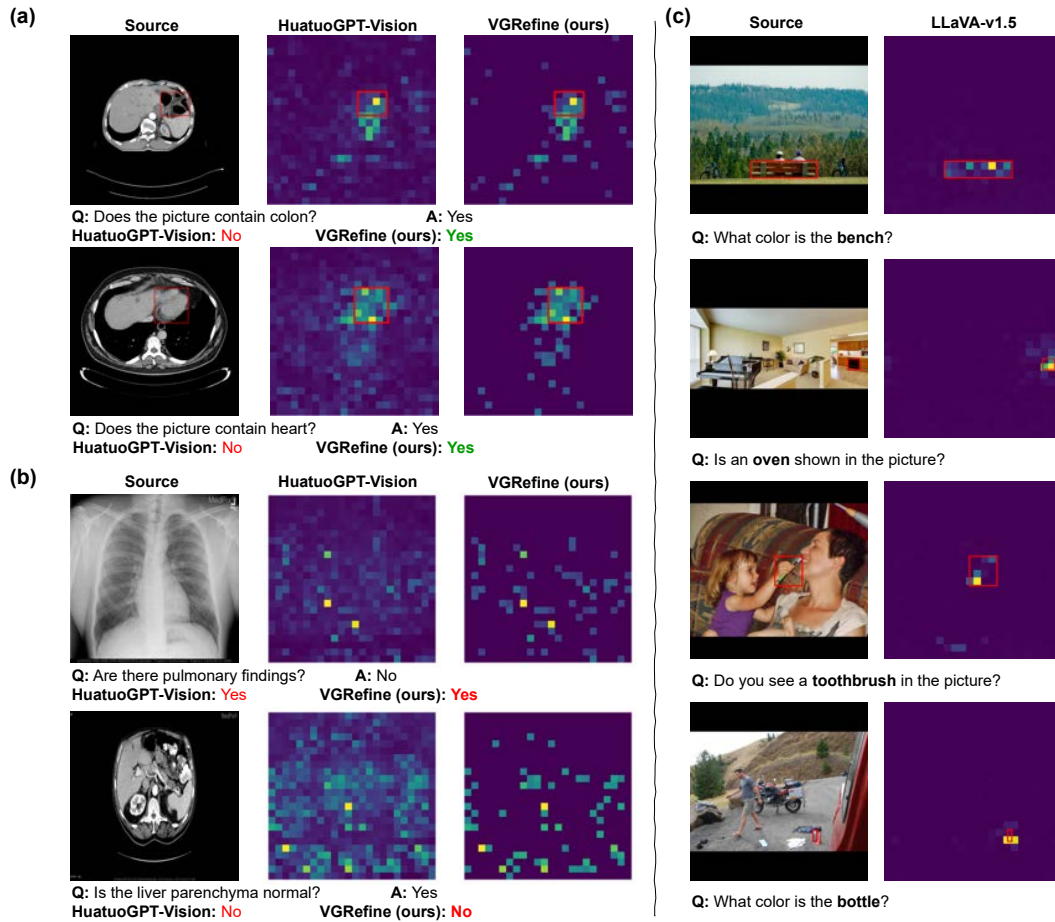 (a)
Source HuatuoGPT-Vision VGRefine (ours)
Q: Does the picture contain colon? A: Yes
HuatuoGPT-Vision: No VGRefine (ours): Yes
Q: Does the picture contain heart? A: Yes
HuatuoGPT-Vision: No VGRefine (ours): Yes
(b)
Source HuatuoGPT-Vision VGRefine (ours)
Q: Are there pulmonary findings? A: No
HuatuoGPT-Vision: Yes VGRefine (ours): Yes
Q: Is the liver parenchyma normal? A: Yes
HuatuoGPT-Vision: No VGRefine (ours): No
(c)
Source LLaVA-v1.5
Q: What color is the bench?
Q: Is an oven shown in the picture?
Q: Do you see a toothbrush in the picture?
Q: What color is the bottle?